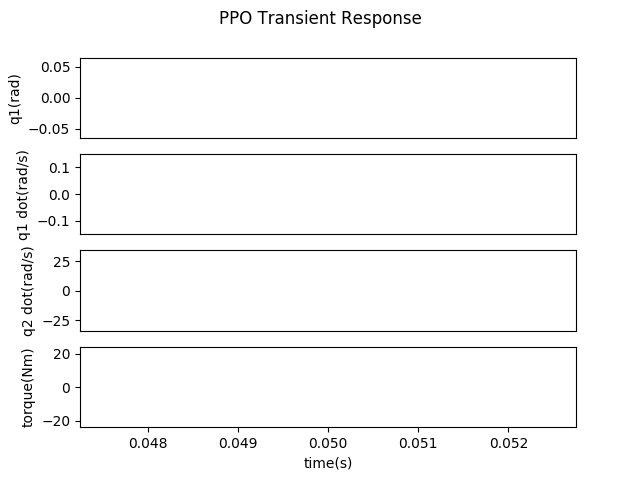 PPO Transient Response
q1(rad)
0.05
0.00
−0.05
q1 dot(rad/s)
0.1
0.0
−0.1
q2 dot(rad/s)
25
0
−25
torque(Nm)
20
0
−20
0.048 0.049 0.050 0.051 0.052
time(s)